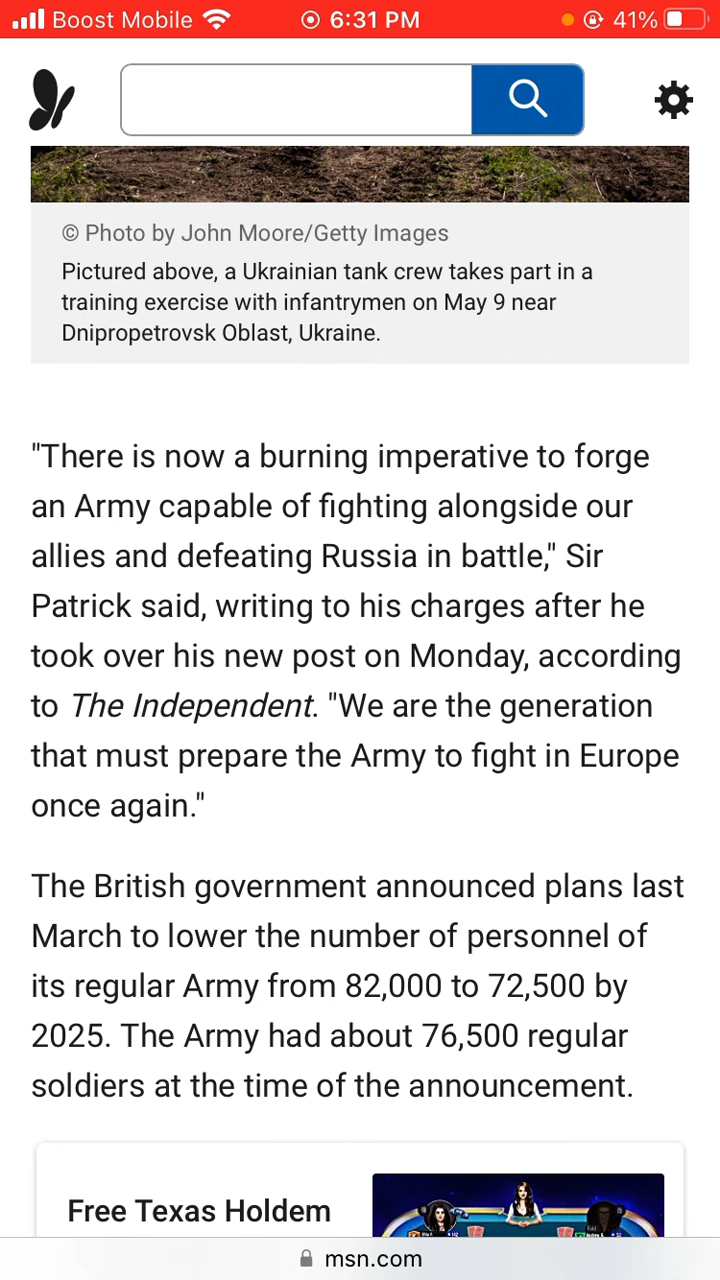 Boost Mobile 6:31 PM 41%
© Photo by John Moore/Getty Images
Pictured above, a Ukrainian tank crew takes part in a
training exercise with infantrymen on May 9 near
Dnipropetrovsk Oblast, Ukraine.
"There is now a burning imperative to forge
an Army capable of fighting alongside our
allies and defeating Russia in battle," Sir
Patrick said, writing to his charges after he
took over his new post on Monday, according
to The Independent. "We are the generation
that must prepare the Army to fight in Europe
once again."
The British government announced plans last
March to lower the number of personnel of
its regular Army from 82,000 to 72,500 by
2025. The Army had about 76,500 regular
soldiers at the time of the announcement.
Free Texas Holdem
msn.com